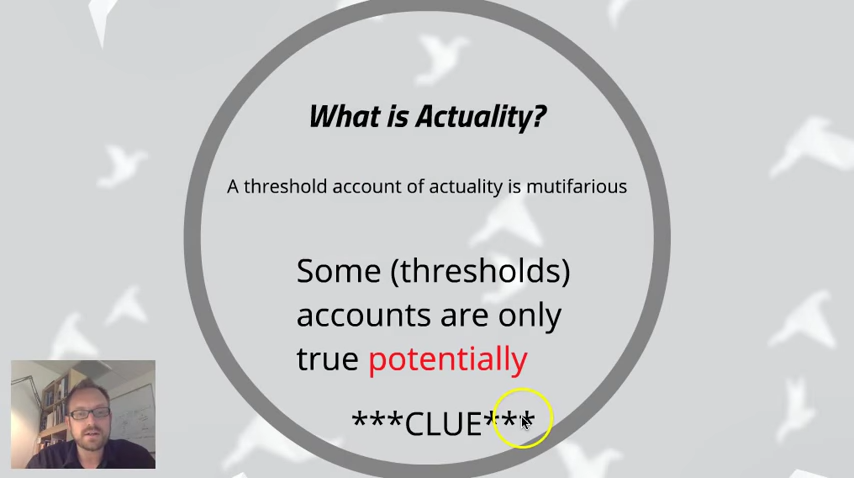 What is Actuality?
A threshold account of actuality is mutifarious
Some (thresholds)
accounts are only
true potentially
***CLUE***